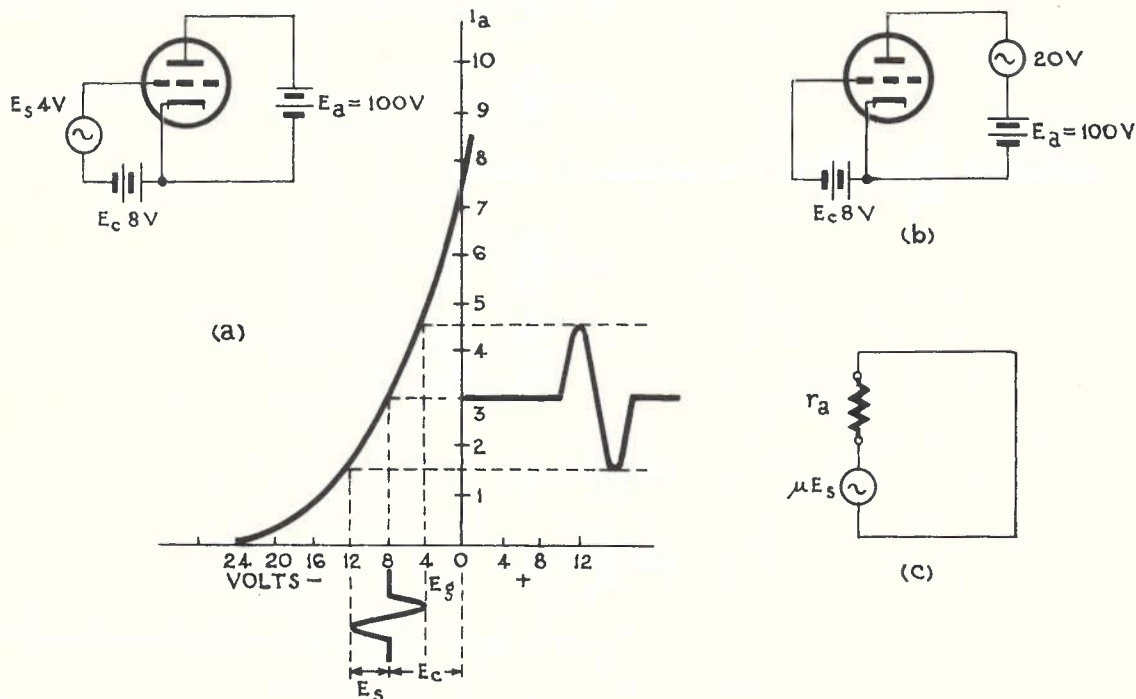 Es 4V
Ea = 100V
Ec 8V
(a)
Ia
10
9
8
7
6
5
4
3
2
1
24 20 16 12 8 4 0 4 8 12
VOLTS − +
Eg
Es
Ec
20V
Ea = 100V
Ec 8V
(b)
ra
μEs
(c)